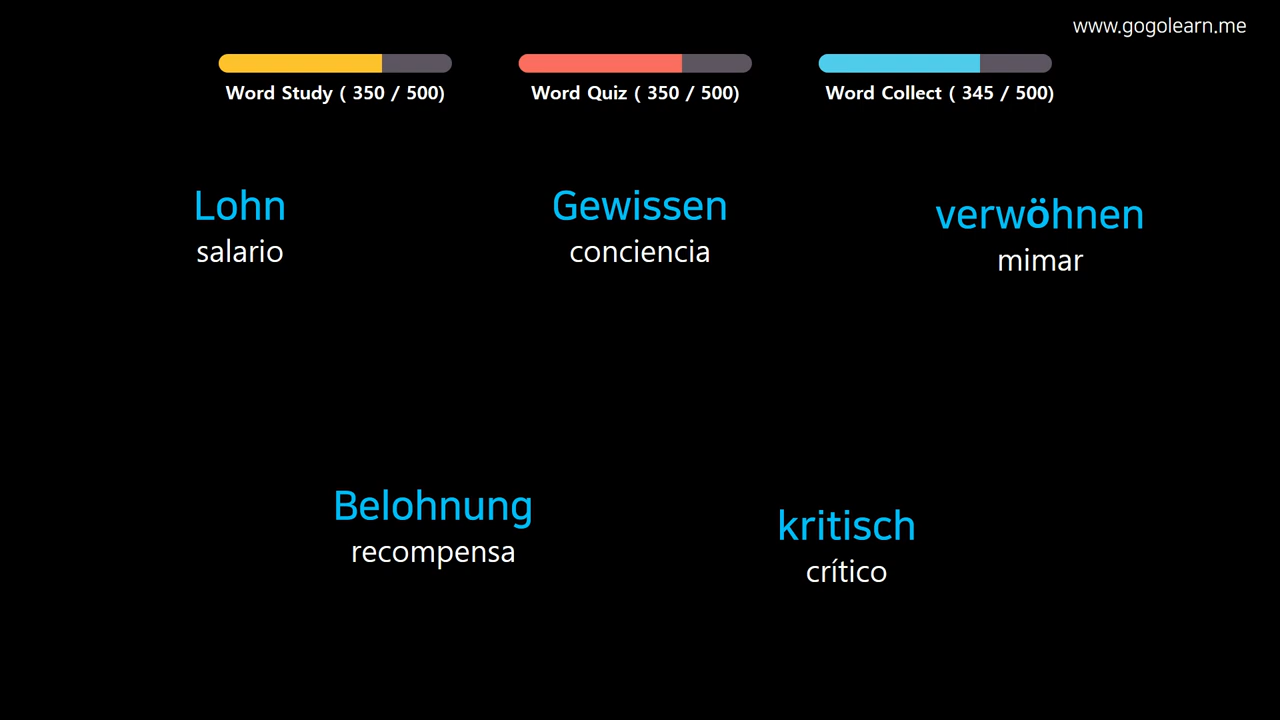 www.gogolearn.me
Word Study ( 350 / 500)
Word Quiz ( 350 / 500)
Word Collect ( 345 / 500)
Lohn
salario
Gewissen
conciencia
verwöhnen
mimar
Belohnung
recompensa
kritisch
crítico